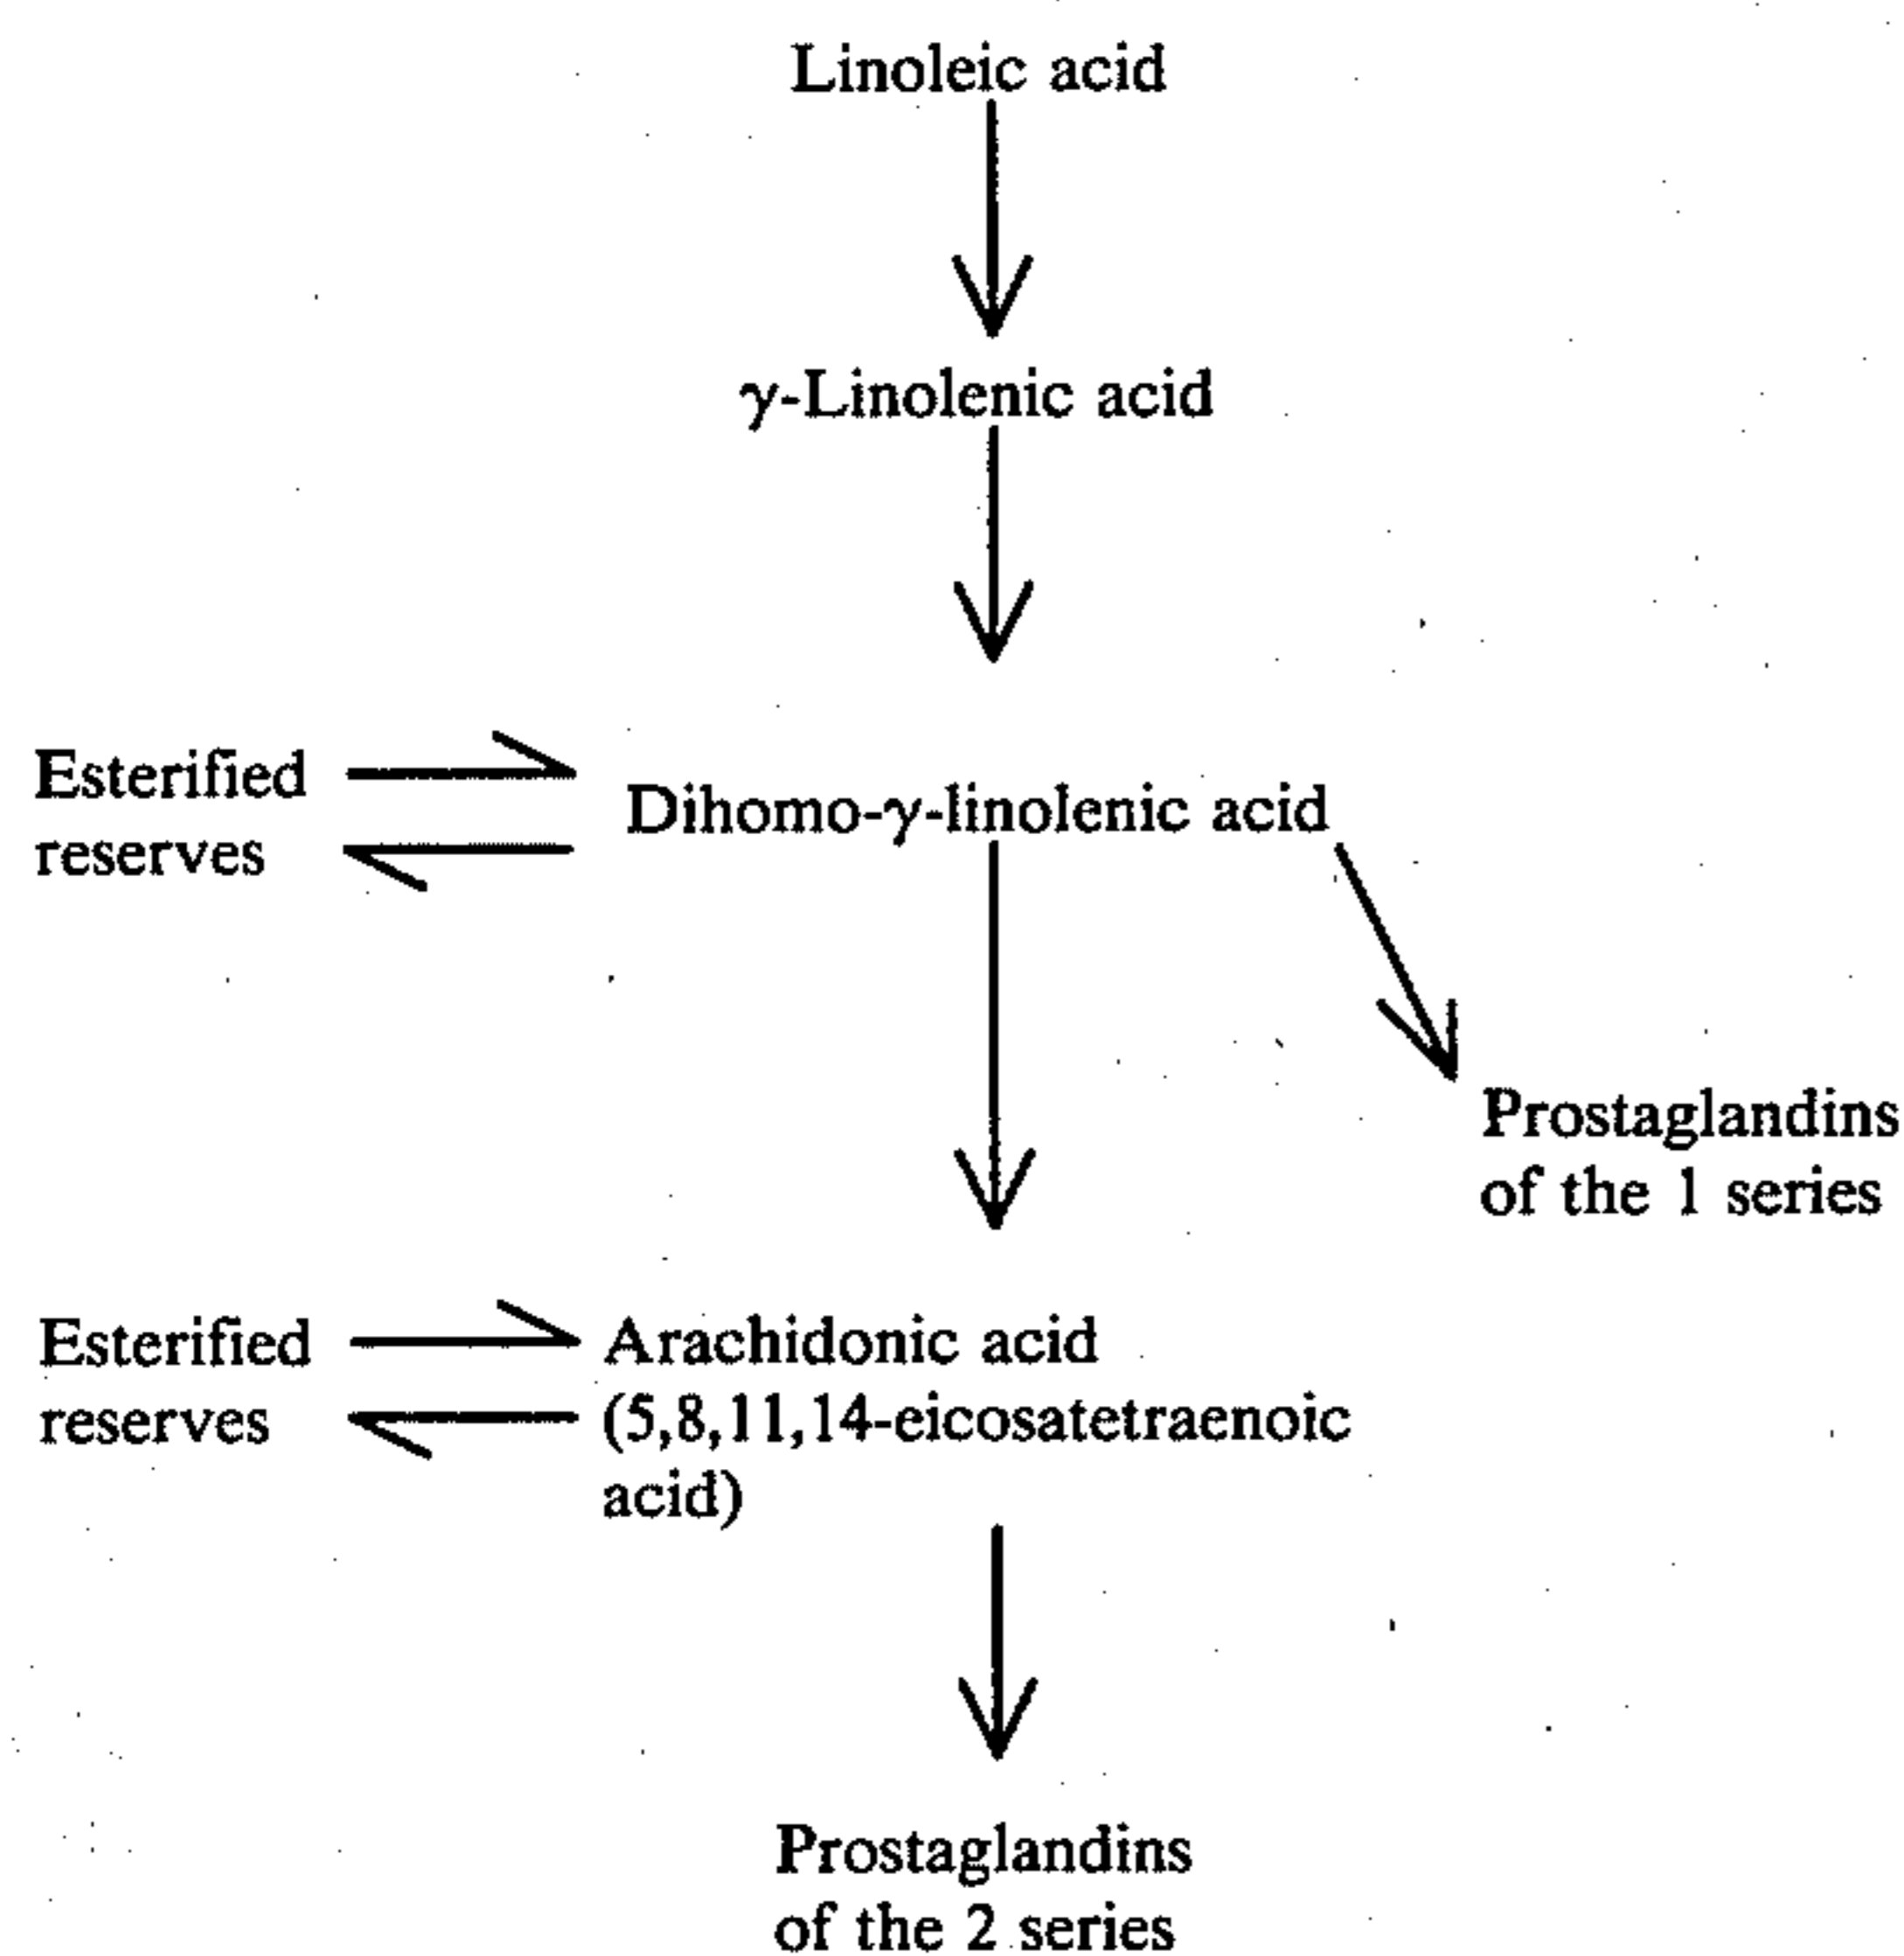 Linoleic acid
γ-Linolenic acid
Esterified
reserves
Dihomo-γ-linolenic acid
Prostaglandins
of the 1 series
Esterified
reserves
Arachidonic acid
(5,8,11,14-eicosatetraenoic
acid)
Prostaglandins
of the 2 series